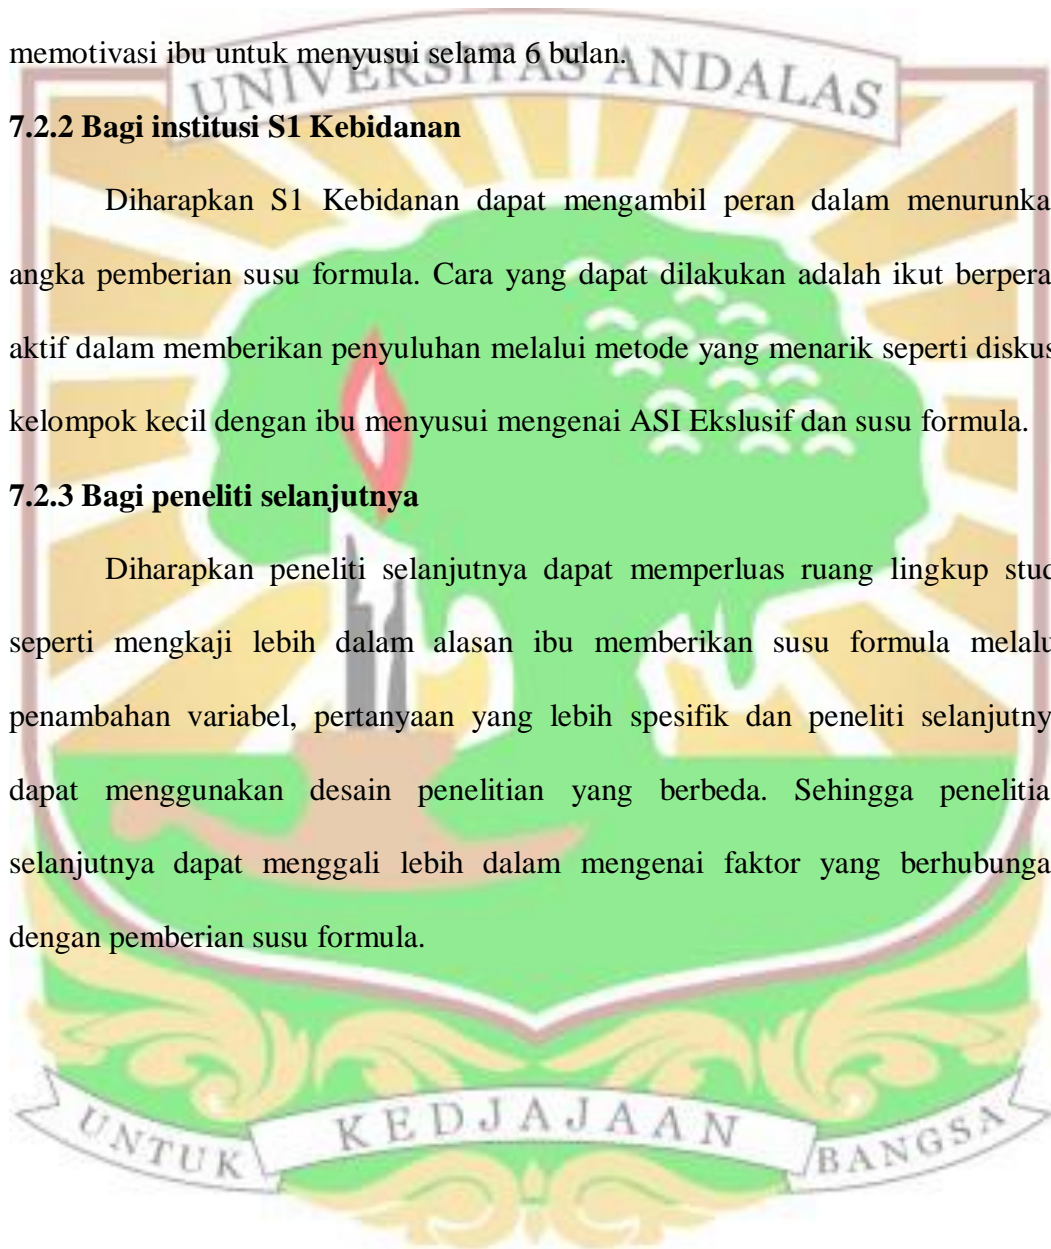 memotivasi ibu untuk menyusui selama 6 bulan.
UNIVERSITAS ANDALAS
7.2.2 Bagi institusi S1 Kebidanan
Diharapkan S1 Kebidanan dapat mengambil peran dalam menurunka
angka pemberian susu formula. Cara yang dapat dilakukan adalah ikut berpera
aktif dalam memberikan penyuluhan melalui metode yang menarik seperti diskus
kelompok kecil dengan ibu menyusui mengenai ASI Ekslusif dan susu formula.
7.2.3 Bagi peneliti selanjutnya
Diharapkan peneliti selanjutnya dapat memperluas ruang lingkup stud
seperti mengkaji lebih dalam alasan ibu memberikan susu formula melalu
penambahan variabel, pertanyaan yang lebih spesifik dan peneliti selanjutny
dapat menggunakan desain penelitian yang berbeda. Sehingga penelitia
selanjutnya dapat menggali lebih dalam mengenai faktor yang berhubunga
dengan pemberian susu formula.
UNTUK KEDJAJAAN BANGSA